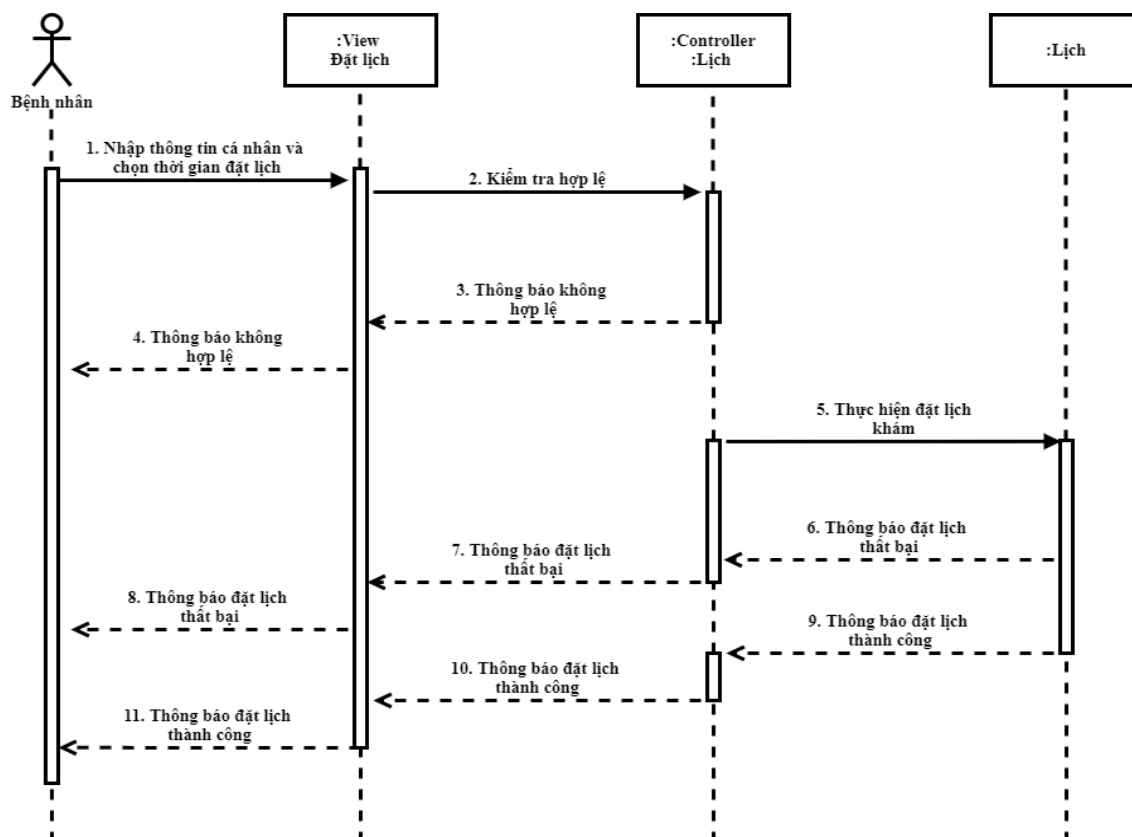 :View
Đặt lịch
:Controller
:Lịch
:Lịch
Bệnh nhân
1. Nhập thông tin cá nhân và
chọn thời gian đặt lịch
2. Kiểm tra hợp lệ
3. Thông báo không
hợp lệ
4. Thông báo không
hợp lệ
5. Thực hiện đặt lịch
khám
6. Thông báo đặt lịch
thất bại
7. Thông báo đặt lịch
thất bại
8. Thông báo đặt lịch
thất bại
9. Thông báo đặt lịch
thành công
10. Thông báo đặt lịch
thành công
11. Thông báo đặt lịch
thành công